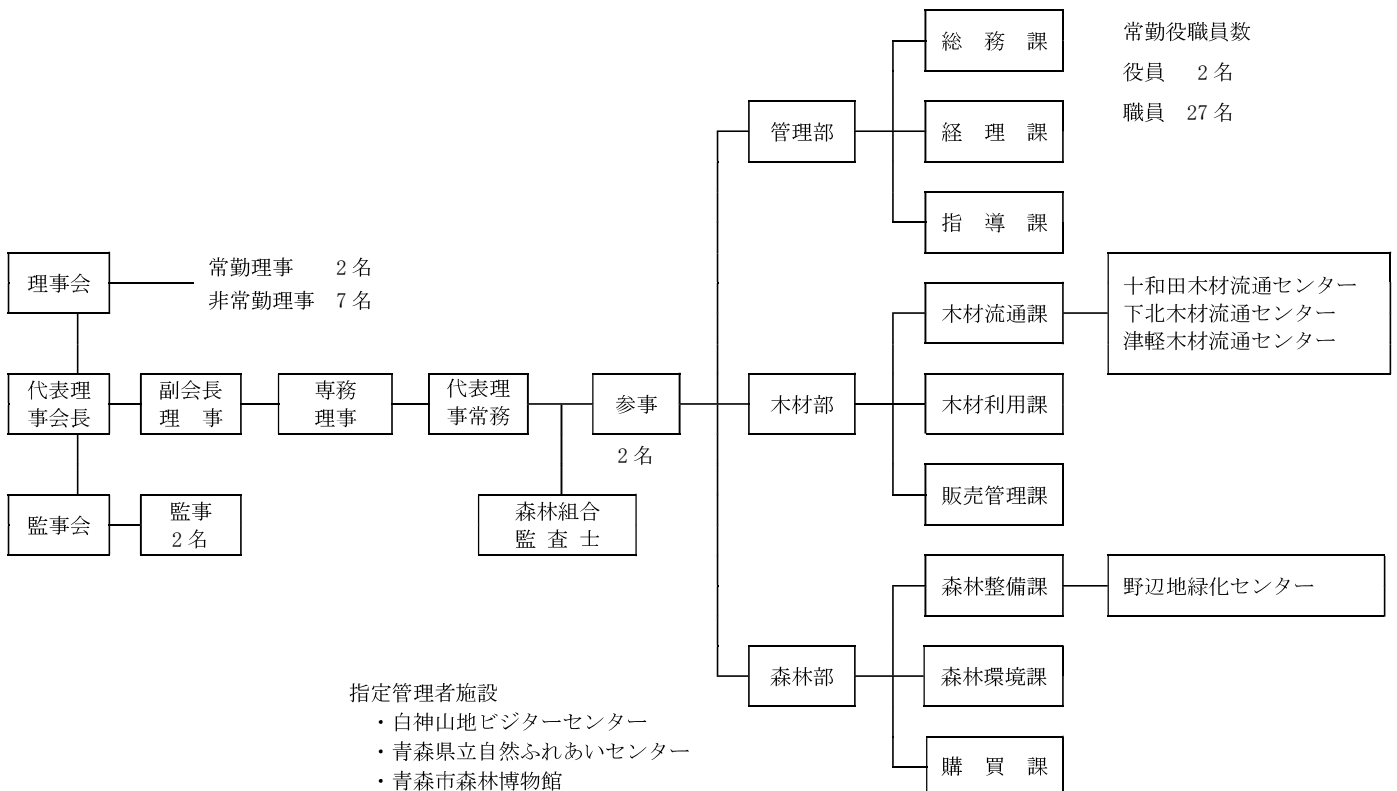 総　務　課
常勤役職員数
役員　2名
職員　27名
管理部
経　理　課
指　導　課
理事会
常勤理事　2名
非常勤理事　7名
木材流通課
十和田木材流通センター
下北木材流通センター
津軽木材流通センター
代表理
事会長
副会長
理　事
専務
理事
代表理
事常務
参事
2名
木材部
木材利用課
販売管理課
監事会
監事
2名
森林組合
監 査 士
森林整備課
野辺地緑化センター
森林部
森林環境課
購　買　課
指定管理者施設
・白神山地ビジターセンター
・青森県立自然ふれあいセンター
・青森市森林博物館